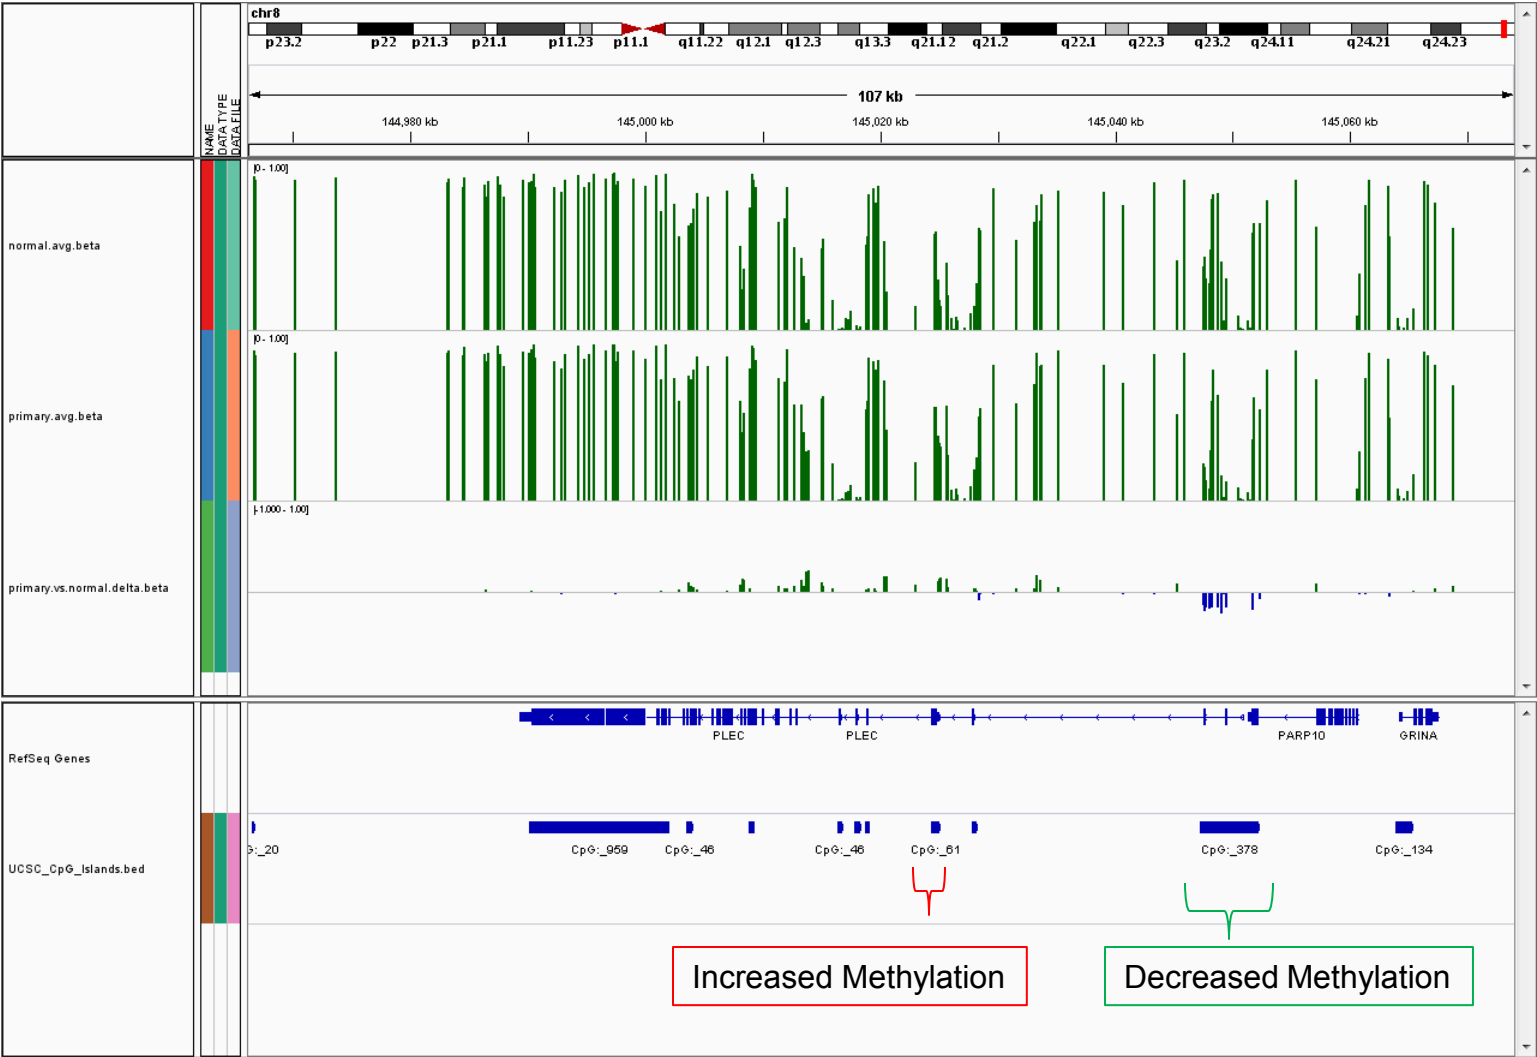 chr8
p23.2 p22 p21.3 p21.1 p11.23 p11.1 q11.22 q12.1 q12.3 q13.3 q21.12 q21.2 q22.1 q22.3 q23.2 q24.11 q24.21 q24.23
107 kb
144,980 kb 145,000 kb 145,020 kb 145,040 kb 145,060 kb
NAME
DATA TYPE
DATA FILE
[0 - 1.00]
normal.avg.beta
[0 - 1.00]
primary.avg.beta
[-1.000 - 1.00]
primary.vs.normal.delta.beta
PLEC PLEC PARP10 GRINA
RefSeq Genes
G:_20 CpG:_959 CpG:_46 CpG:_46 CpG:_61 CpG:_378 CpG:_134
UCSC_CpG_Islands.bed
Increased Methylation
Decreased Methylation